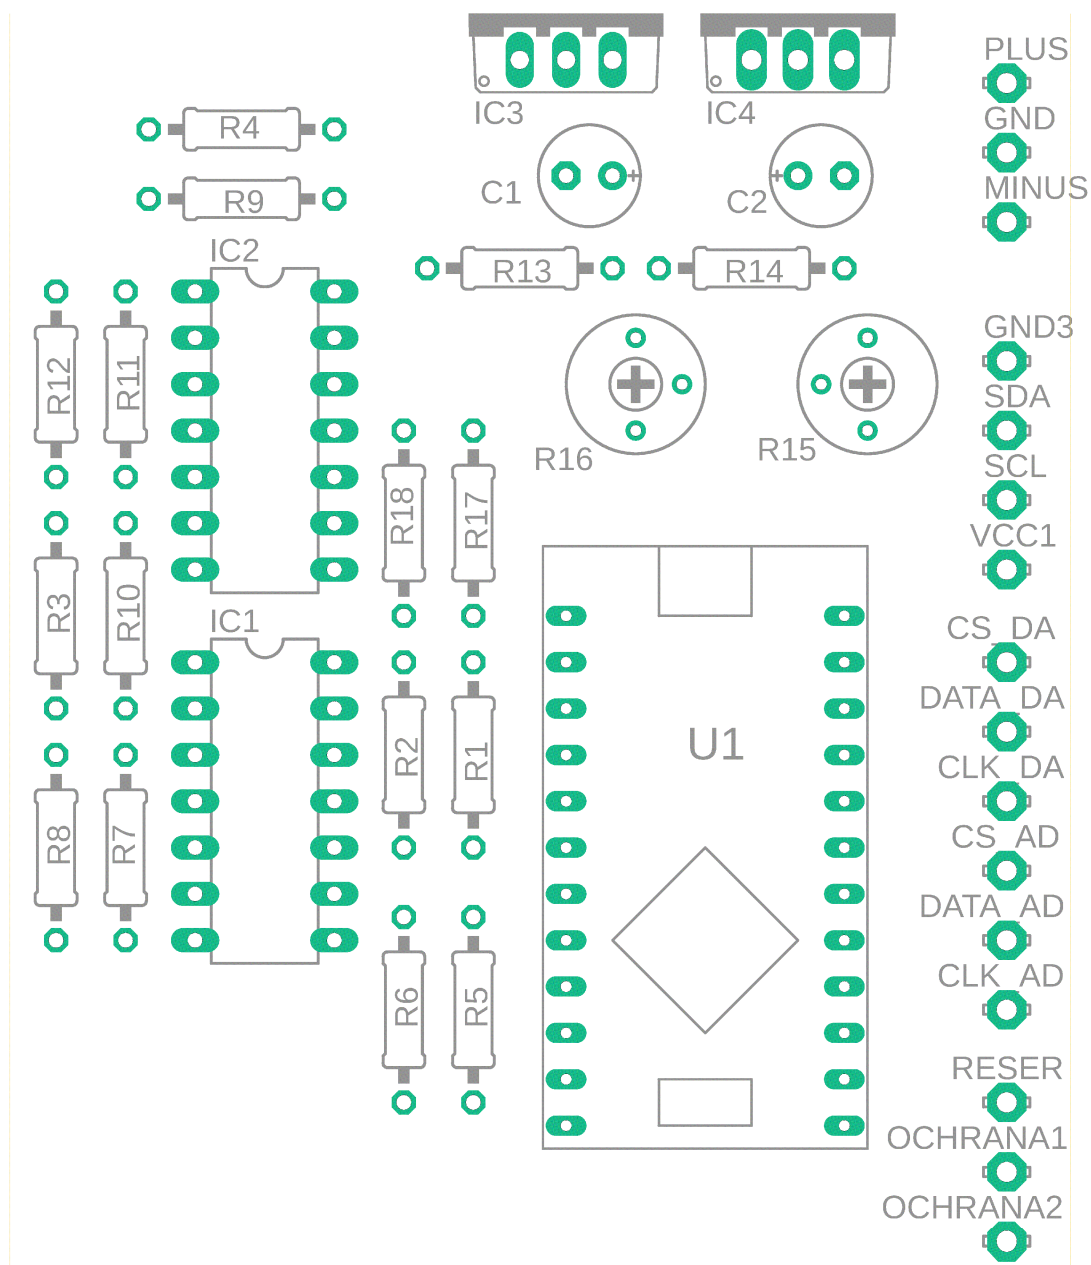 PLUS
IC3
IC4
GND
R4
MINUS
R9
C1
C2
IC2
R13
R14
GND3
R12
R11
SDA
R16
R15
SCL
R18
R17
VCC1
R3
R10
IC1
CS_DA
DATA_DA
U1
R2
R1
CLK_DA
R8
R7
CS_AD
DATA_AD
CLK_AD
R6
R5
RESER
OCHRANA1
OCHRANA2